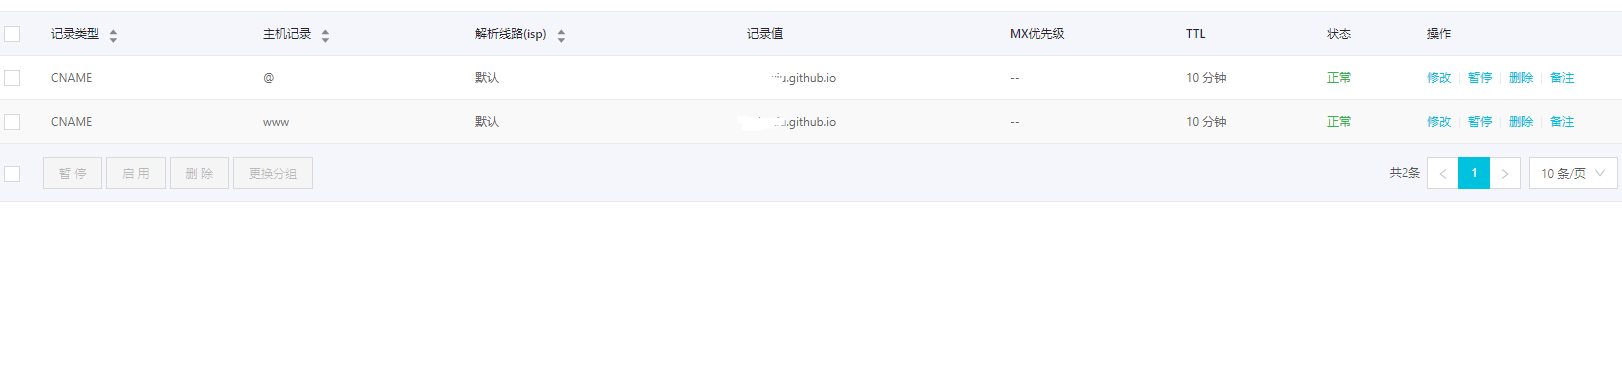 记录类型 主机记录 解析线路(isp) 记录值 MX优先级 TTL 状态 操作
CNAME @ 默认 u.github.io -- 10 分钟 正常 修改 暂停 删除 备注
CNAME www 默认 u.github.io -- 10 分钟 正常 修改 暂停 删除 备注
暂 停 启 用 删 除 更换分组 共2条 1 10 条/页